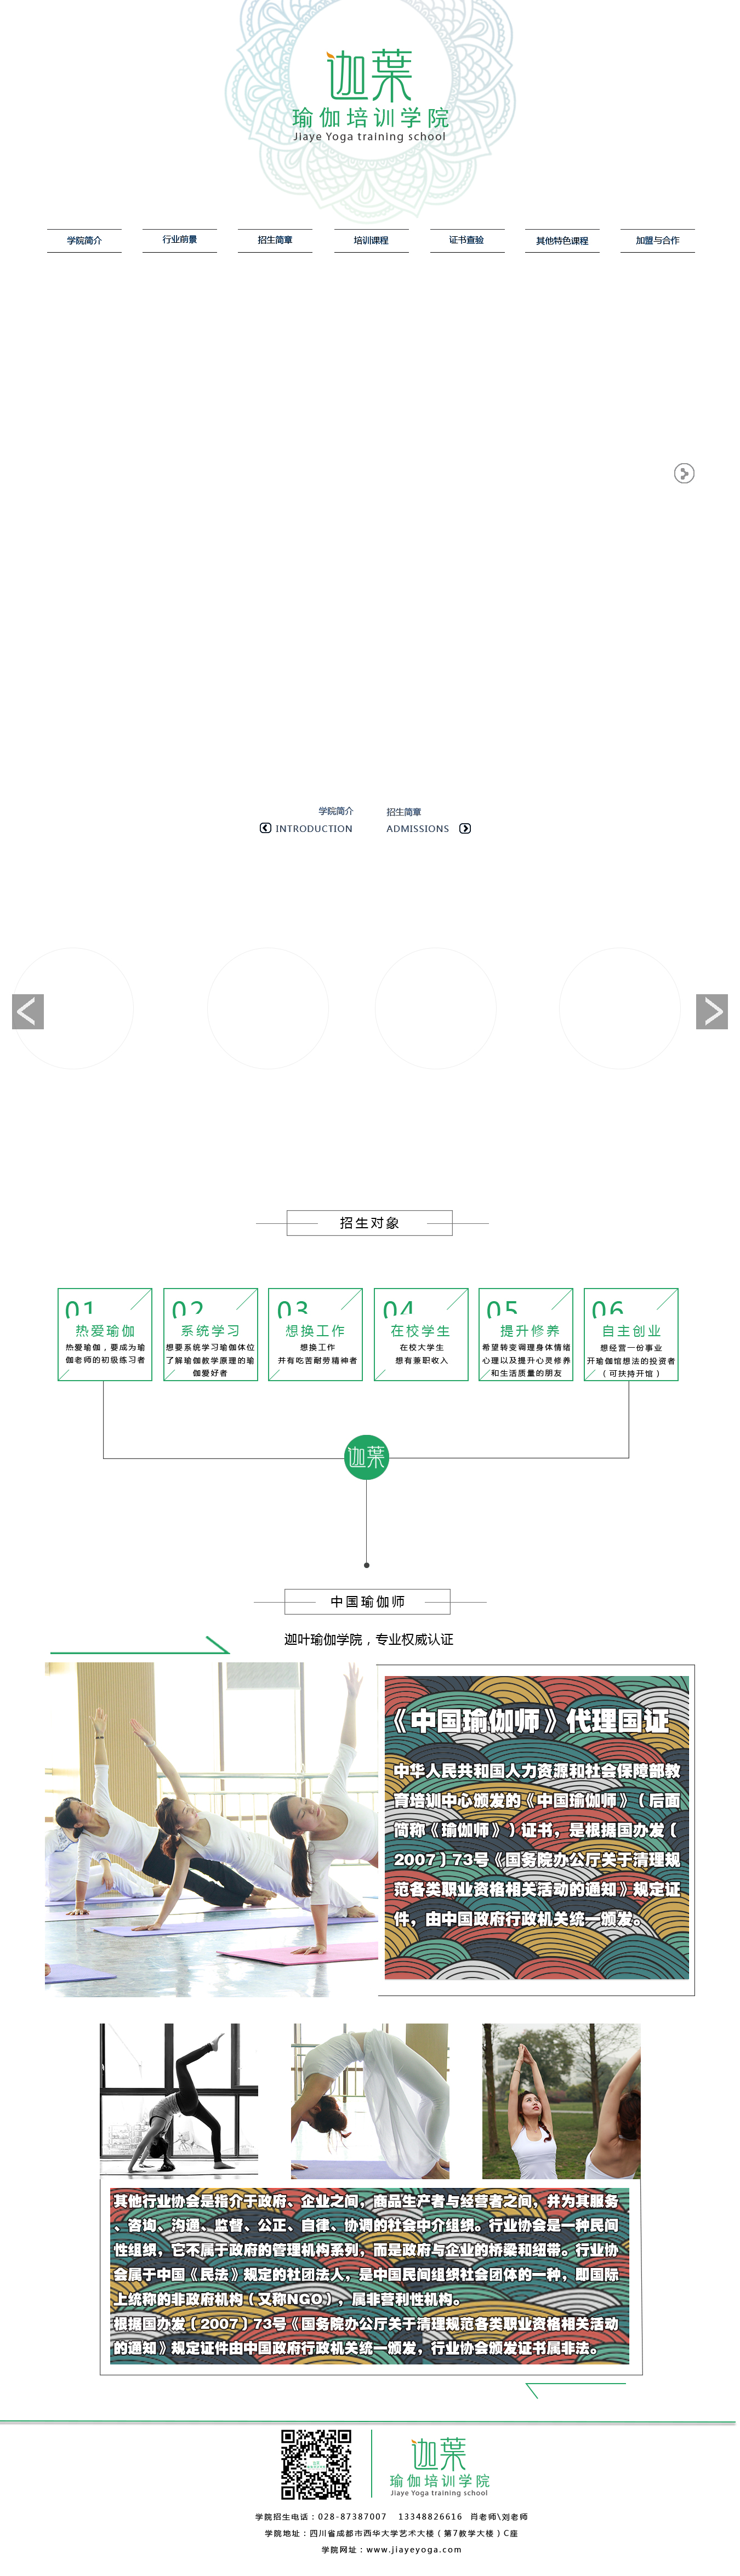 迦葉
瑜伽培训学院
Jiaye Yoga training school
学院简介 行业前景 招生简章 培训课程 证书查验 其他特色课程 加盟与合作
学院简介 招生简章
INTRODUCTION ADMISSIONS
招生对象
01 02 03 04 05 06
热爱瑜伽
热爱瑜伽，要成为瑜
伽老师的初级练习者
系统学习
想要系统学习瑜伽体位
了解瑜伽教学原理的瑜
伽爱好者
想换工作
想换工作
并有吃苦耐劳精神者
在校学生
在校大学生
想有兼职收入
提升修养
希望转变调理身体情绪
心理以及提升心灵修养
和生活质量的朋友
自主创业
想经营一份事业
开瑜伽馆想法的投资者
（可扶持开馆）
迦葉
中国瑜伽师
迦叶瑜伽学院，专业权威认证
《中国瑜伽师》代理国证
中华人民共和国人力资源和社会保障部教
育培训中心颁发的《中国瑜伽师》（后面
简称《瑜伽师》）证书，是根据国办发〔
2007〕73号《国务院办公厅关于清理规
范各类职业资格相关活动的通知》规定证
件，由中国政府行政机关统一颁发。
其他行业协会是指介于政府、企业之间，商品生产者与经营者之间，并为其服务
、咨询、沟通、监督、公正、自律、协调的社会中介组织。行业协会是一种民间
性组织，它不属于政府的管理机构系列，而是政府与企业的桥梁和纽带。行业协
会属于中国《民法》规定的社团法人，是中国民间组织社会团体的一种，即国际
上统称的非政府机构（又称NGO），属非营利性机构。
根据国办发〔2007〕73号《国务院办公厅关于清理规范各类职业资格相关活动
的通知》规定证件由中国政府行政机关统一颁发，行业协会颁发证书属非法。
迦葉
瑜伽培训学院
Jiaye Yoga training school
学院招生电话：028-87387007 13348826616 肖老师\刘老师
学院地址：四川省成都市西华大学艺术大楼（第7教学大楼）C座
学院网址：www.jiayeyoga.com